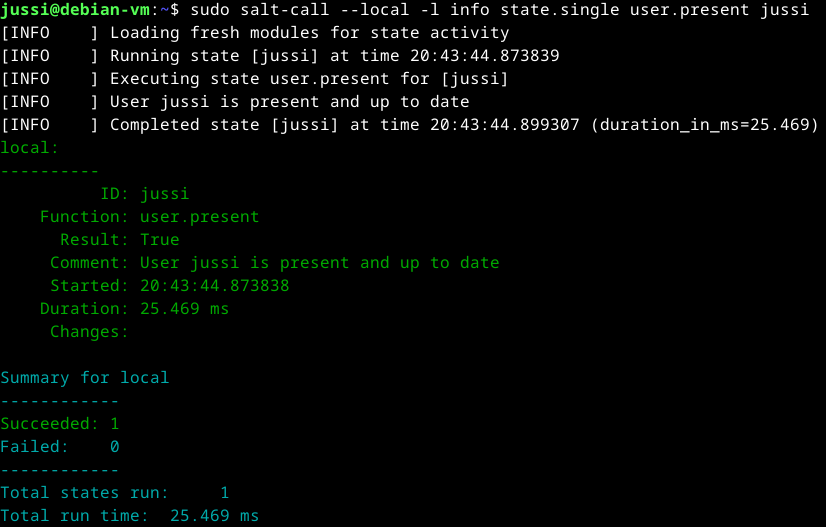 jussi@debian-vm:~$ sudo salt-call --local -l info state.single user.present jussi
[INFO    ] Loading fresh modules for state activity
[INFO    ] Running state [jussi] at time 20:43:44.873839
[INFO    ] Executing state user.present for [jussi]
[INFO    ] User jussi is present and up to date
[INFO    ] Completed state [jussi] at time 20:43:44.899307 (duration_in_ms=25.469)
local:
----------
          ID: jussi
    Function: user.present
      Result: True
     Comment: User jussi is present and up to date
     Started: 20:43:44.873838
    Duration: 25.469 ms
     Changes:

Summary for local
------------
Succeeded: 1
Failed:    0
------------
Total states run:     1
Total run time:  25.469 ms